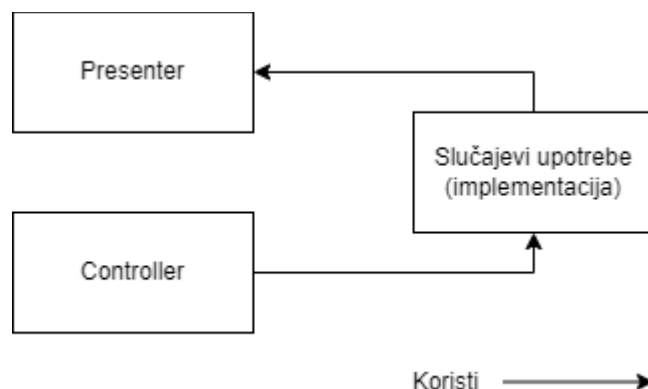 Presenter
Slučajevi upotrebe
(implementacija)
Controller
Koristi